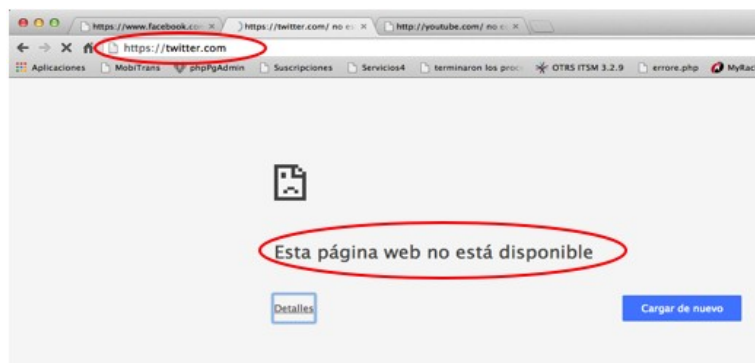 https://www.facebook.co × https://twitter.com/ no es × http://youtube.com/ no es ×
https://twitter.com
Aplicaciones MobiTrans phpPgAdmin Suscripciones Servicios4 terminaron los proc OTRS ITSM 3.2.9 errore.php MyRac
Esta página web no está disponible
Detalles Cargar de nuevo